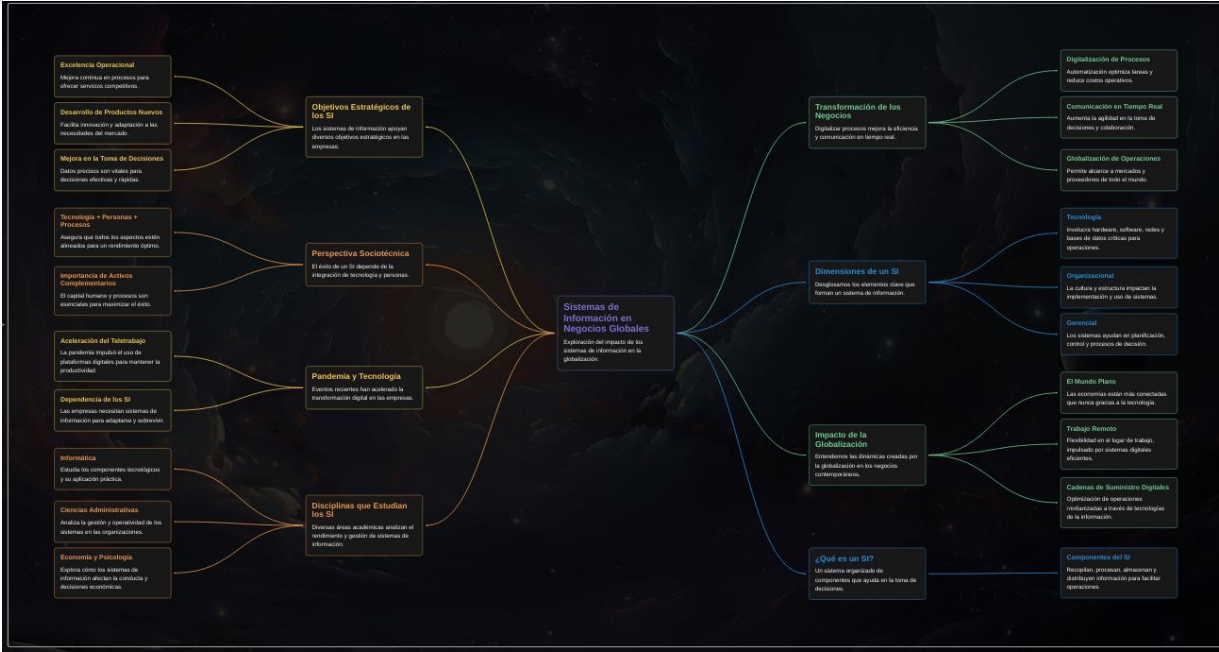 Excelencia Operacional
Mejora continua en procesos para
ofrecer servicios competitivos.
Desarrollo de Productos Nuevos
Facilita innovación y adaptación a las
necesidades del mercado.
Mejora en la Toma de Decisiones
Datos precisos son vitales para
decisiones efectivas y rápidas.
Objetivos Estratégicos de
los SI
Los sistemas de información apoyan
diversos objetivos estratégicos en las
empresas.
Tecnología + Personas +
Procesos
Asegura que todos los aspectos estén
alineados para un rendimiento óptimo.
Importancia de Activos
Complementarios
El capital humano y procesos son
esenciales para maximizar el éxito.
Perspectiva Sociotécnica
El éxito de un SI depende de la
integración de tecnología y personas.
Aceleración del Teletrabajo
La pandemia impulsó el uso de
plataformas digitales para mantener la
productividad.
Dependencia de los SI
Las empresas necesitan sistemas de
información para adaptarse y sobrevivir.
Pandemia y Tecnología
Eventos recientes han acelerado la
transformación digital en las empresas.
Informática
Estudia los componentes tecnológicos
y su aplicación práctica.
Ciencias Administrativas
Analiza la gestión y operatividad de los
sistemas en las organizaciones.
Economía y Psicología
Explora cómo los sistemas de
información afectan la conducta y
decisiones económicas.
Disciplinas que Estudian
los SI
Diversas áreas académicas analizan el
rendimiento y gestión de sistemas de
información.
Sistemas de
Información en
Negocios Globales
Exploración del impacto de los
sistemas de información en la
globalización.
Transformación de los
Negocios
Digitalizar procesos mejora la eficiencia
y comunicación en tiempo real.
Digitalización de Procesos
Automatización optimiza tareas y
reduce costos operativos.
Comunicación en Tiempo Real
Aumenta la agilidad en la toma de
decisiones y colaboración.
Globalización de Operaciones
Permite alcance a mercados y
proveedores de todo el mundo.
Dimensiones de un SI
Desglosamos los elementos clave que
forman un sistema de información.
Tecnología
Involucra hardware, software, redes y
bases de datos críticas para
operaciones.
Organizacional
La cultura y estructura impactan la
implementación y uso de sistemas.
Gerencial
Los sistemas ayudan en planificación,
control y procesos de decisión.
Impacto de la
Globalización
Entendemos las dinámicas creadas por
la globalización en los negocios
contemporáneos.
El Mundo Plano
Las economías están más conectadas
que nunca gracias a la tecnología.
Trabajo Remoto
Flexibilidad en el lugar de trabajo,
impulsado por sistemas digitales
eficientes.
Cadenas de Suministro Digitales
Optimización de operaciones
a través de tecnologías
de la información.
¿Qué es un SI?
Un sistema organizado de
componentes que ayuda en la toma de
decisiones.
Componentes del SI
Recopilan, procesan, almacenan y
distribuyen información para facilitar
operaciones.